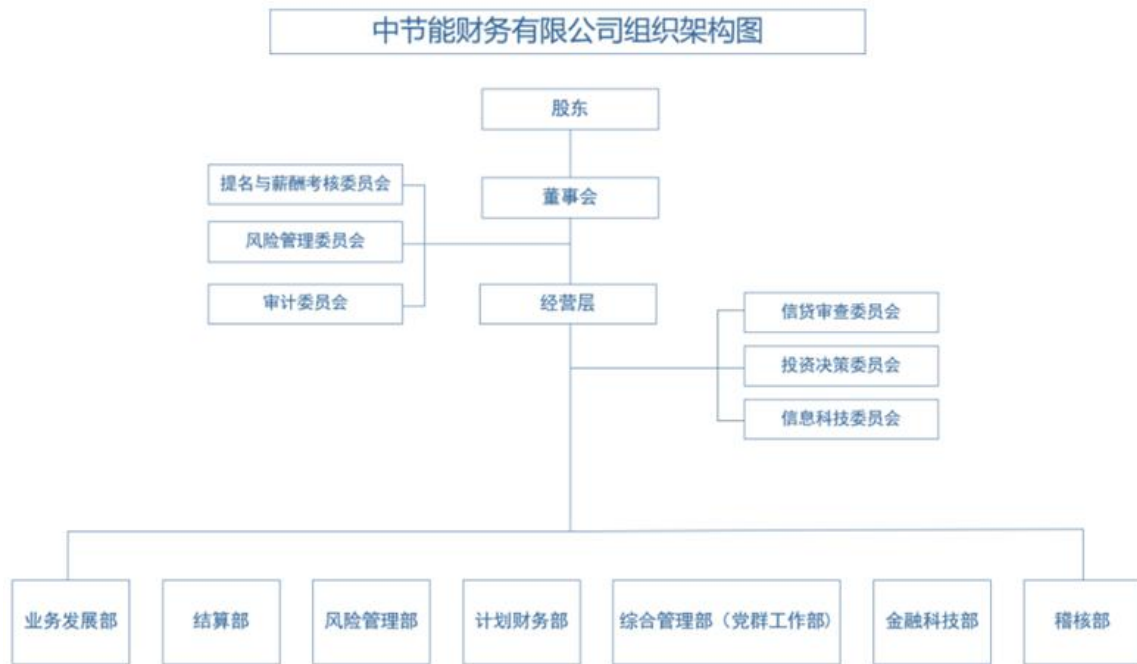 中节能财务有限公司组织架构图
股东
提名与薪酬考核委员会
董事会
风险管理委员会
审计委员会
经营层
信贷审查委员会
投资决策委员会
信息科技委员会
业务发展部
结算部
风险管理部
计划财务部
综合管理部（党群工作部）
金融科技部
稽核部